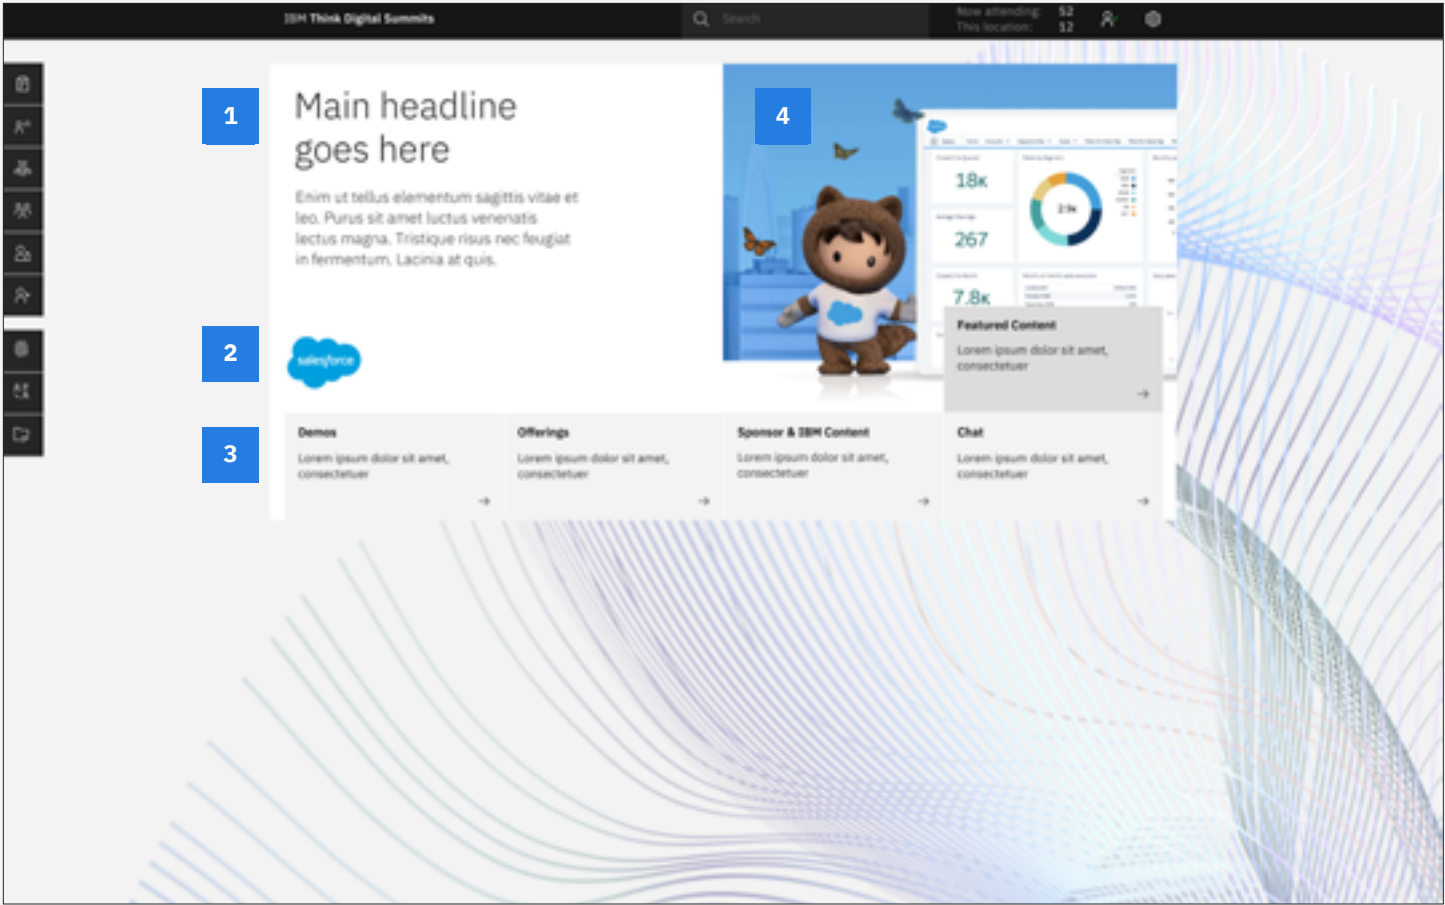 IBM Think Digital Summits
Search
Now attending: 52
This location: 12
1
Main headline
goes here
Enim ut tellus elementum sagittis vitae et
leo. Purus sit amet luctus venenatis
lectus magna. Tristique risus nec feugiat
in fermentum. Lacinia at quis.
4
18K
267
7.8K
2
salesforce
Featured Content
Lorem ipsum dolor sit amet,
consectetuer
3
Demos
Lorem ipsum dolor sit amet,
consectetuer
Offerings
Lorem ipsum dolor sit amet,
consectetuer
Sponsor & IBM Content
Lorem ipsum dolor sit amet,
consectetuer
Chat
Lorem ipsum dolor sit amet,
consectetuer